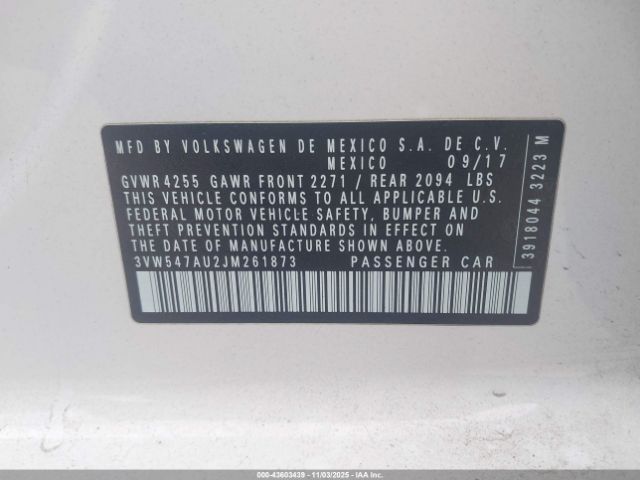 MFD BY VOLKSWAGEN DE MEXICO S.A. DE C.V.
MEXICO 09/17
GVWR 4255 GAWR FRONT 2271 / REAR 2094 LBS
THIS VEHICLE CONFORMS TO ALL APPLICABLE U.S.
FEDERAL MOTOR VEHICLE SAFETY, BUMPER AND
THEFT PREVENTION STANDARDS IN EFFECT ON
THE DATE OF MANUFACTURE SHOWN ABOVE.
3VW547AU2JM261873 PASSENGER CAR
3918044 3223 M
000-43603439 - 11/03/2025 - IAA, Inc.